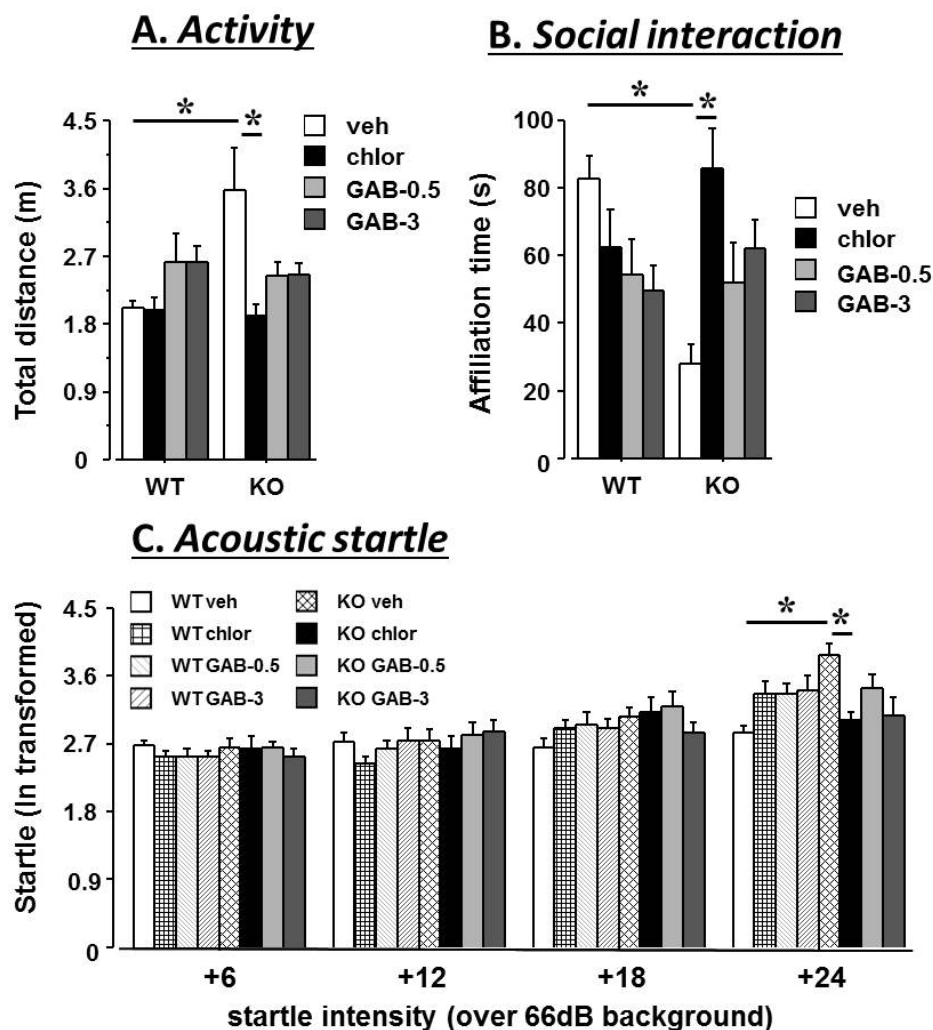 A. Activity
B. Social interaction
*
*
*
*
4.5
3.6
2.7
1.8
0.9
0
Total distance (m)
veh
chlor
GAB-0.5
GAB-3
WT
KO
100
80
60
40
20
0
Affiliation time (s)
veh
chlor
GAB-0.5
GAB-3
WT
KO
C. Acoustic startle
4.5
3.6
2.7
1.8
0.9
0
Startle (ln transformed)
WT veh
WT chlor
WT GAB-0.5
WT GAB-3
KO veh
KO chlor
KO GAB-0.5
KO GAB-3
*
*
+6
+12
+18
+24
startle intensity (over 66dB background)